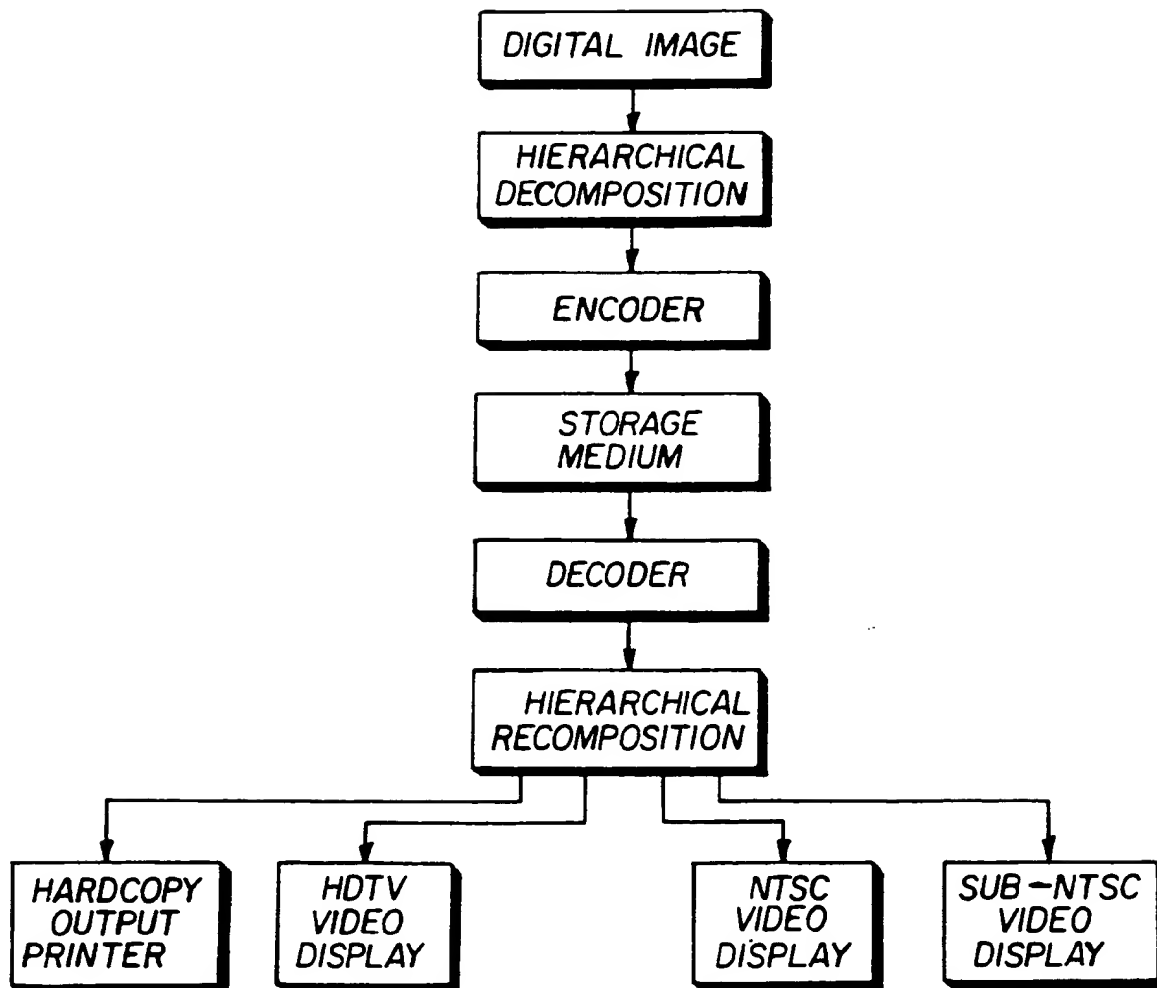 DIGITAL IMAGE
HIERARCHICAL
DECOMPOSITION
ENCODER
STORAGE
MEDIUM
DECODER
HIERARCHICAL
RECOMPOSITION
HARDCOPY
OUTPUT
PRINTER
HDTV
VIDEO
DISPLAY
NTSC
VIDEO
DISPLAY
SUB-NTSC
VIDEO
DISPLAY